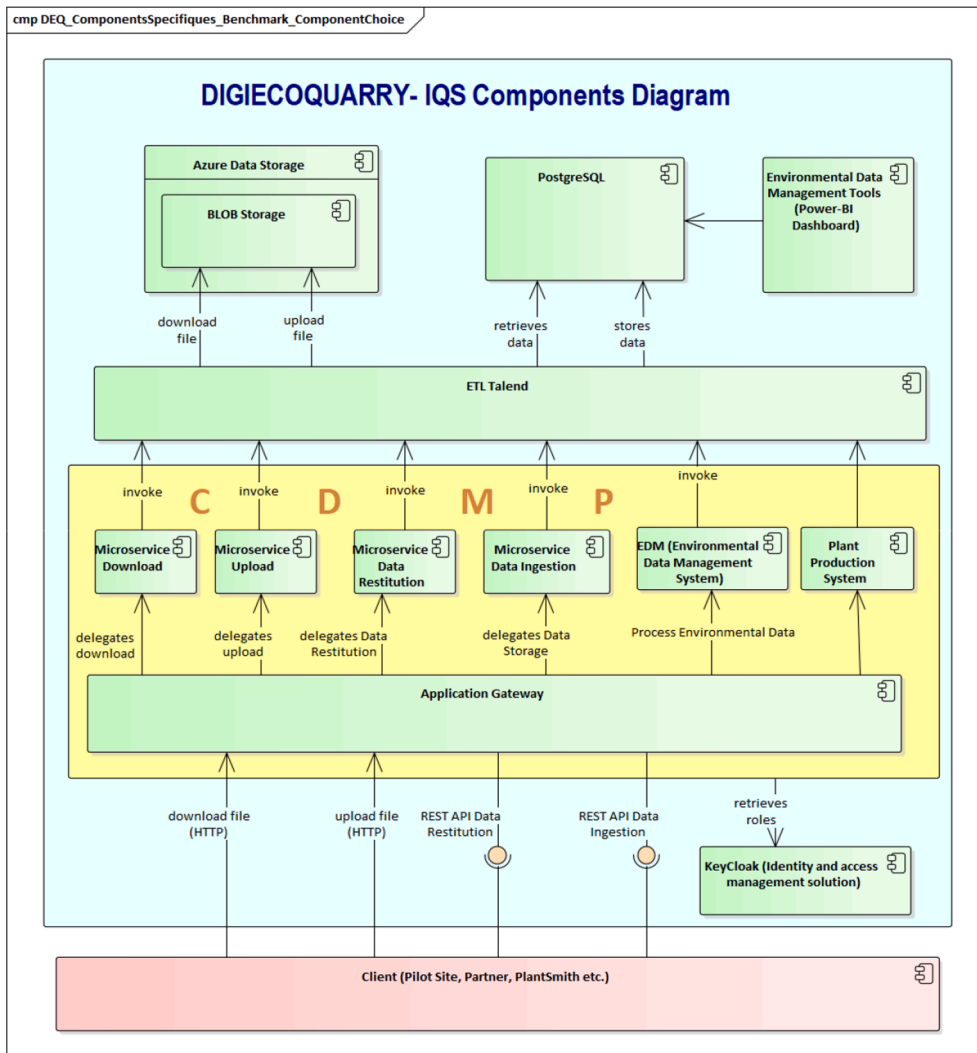 cmp DEQ_ComponentsSpecifiques_Benchmark_ComponentChoice
DIGIECOQUARRY- IQS Components Diagram
Azure Data Storage
BLOB Storage
PostgreSQL
Environmental Data
Management Tools
(Power-BI
Dashboard)
download
file
upload
file
retrieves
data
stores
data
ETL Talend
invoke
invoke
invoke
invoke
invoke
C D M P
Microservice
Download
Microservice
Upload
Microservice
Data
Restitution
Microservice
Data Ingestion
EDM (Environmental
Data Management
System)
Plant
Production
System
delegates
download
delegates
upload
delegates Data
Restitution
delegates Data
Storage
Process Environmental Data
Application Gateway
download file
(HTTP)
upload file
(HTTP)
REST API Data
Restitution
REST API Data
Ingestion
retrieves
roles
KeyCloak (Identity and access
management solution)
Client (Pilot Site, Partner, PlantSmith etc.)